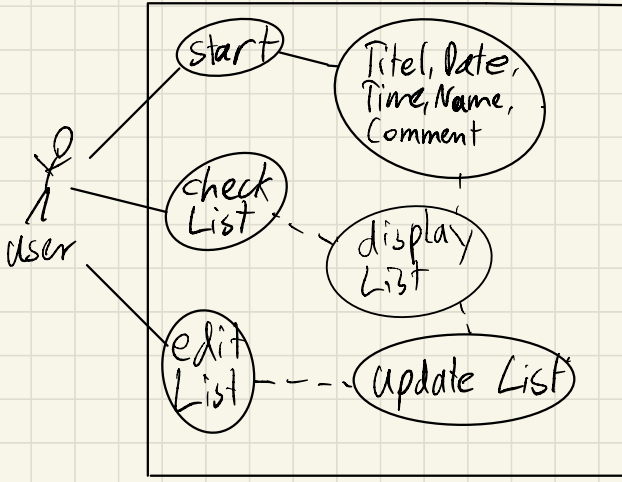 start
Titel, Date,
Time, Name,
Comment
check
List
user
display
List
edit
List
update List